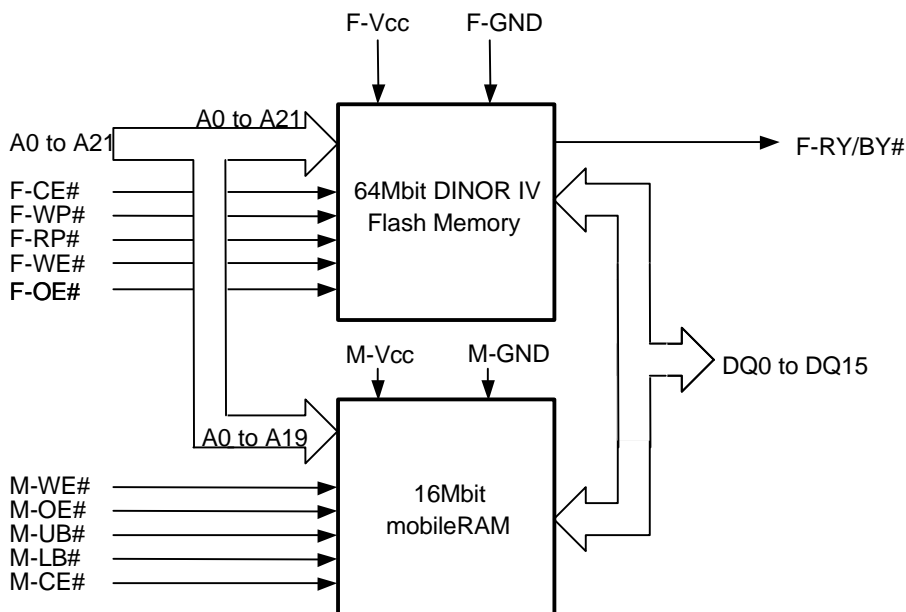 F-Vcc F-GND
A0 to A21 A0 to A21
F-RY/BY#
F-CE#
F-WP#
F-RP#
F-WE#
F-OE#
64Mbit DINOR IV
Flash Memory
M-Vcc M-GND
DQ0 to DQ15
A0 to A19
M-WE#
M-OE#
M-UB#
M-LB#
M-CE#
16Mbit
mobileRAM